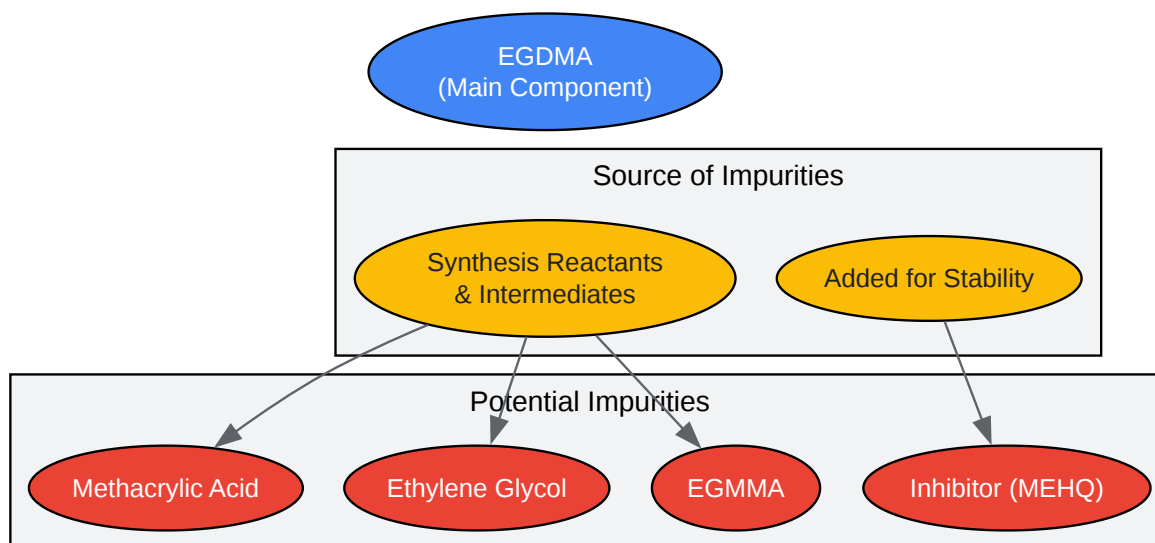 EGDMA
(Main Component)
Source of Impurities
Synthesis Reactants
& Intermediates
Added for Stability
Potential Impurities
Methacrylic Acid
Ethylene Glycol
EGMMA
Inhibitor (MEHQ)